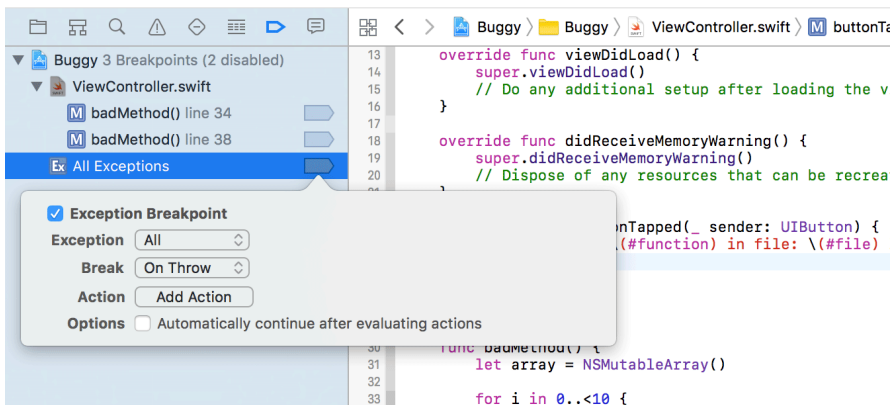 Buggy 〉 Buggy 〉 ViewController.swift 〉 M buttonTa
Buggy 3 Breakpoints (2 disabled)
ViewController.swift
M badMethod() line 34
M badMethod() line 38
Ex All Exceptions
Exception Breakpoint
Exception All
Break On Throw
Action Add Action
Options Automatically continue after evaluating actions
13 override func viewDidLoad() {
14 super.viewDidLoad()
15 // Do any additional setup after loading the v
16 }
17
18 override func didReceiveMemoryWarning() {
19 super.didReceiveMemoryWarning()
20 // Dispose of any resources that can be recrea
onTapped(_ sender: UIButton) {
\(#function) in file: \(#file)
30 func badMethod() {
31 let array = NSMutableArray()
32
33 for i in 0..<10 {